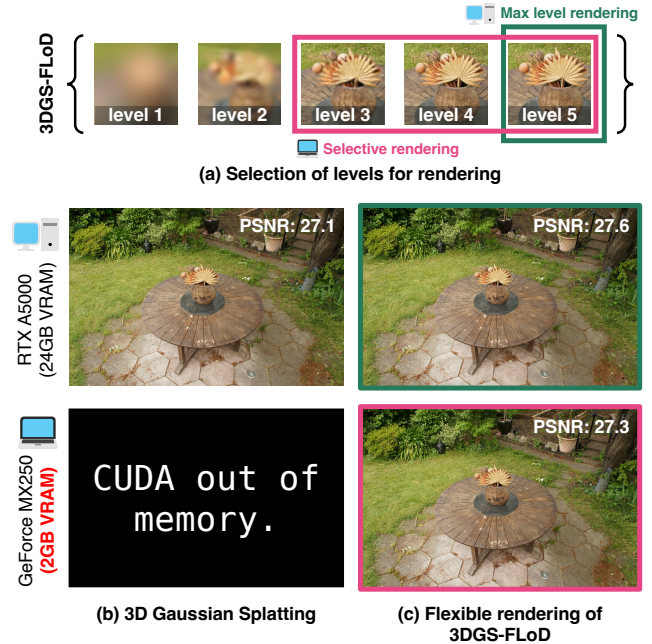 Max level rendering
3DGS-FLoD
level 1
level 2
level 3
level 4
level 5
Selective rendering
(a) Selection of levels for rendering
RTX A5000
(24GB VRAM)
PSNR: 27.1
PSNR: 27.6
GeForce MX250
(2GB VRAM)
CUDA out of
memory.
PSNR: 27.3
(b) 3D Gaussian Splatting
(c) Flexible rendering of
3DGS-FLoD